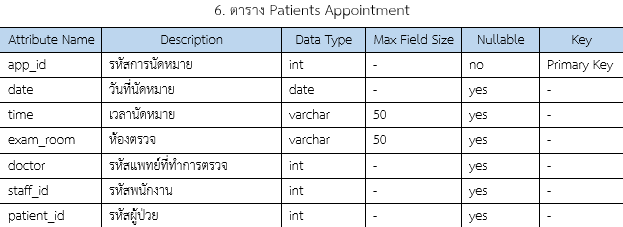 6. ตาราง Patients Appointment
Attribute Name Description Data Type Max Field Size Nullable Key
app_id รหัสการนัดหมาย int - no Primary Key
date วันที่นัดหมาย date - yes -
time เวลานัดหมาย varchar 50 yes -
exam_room ห้องตรวจ varchar 50 yes -
doctor รหัสแพทย์ที่ทำการตรวจ int - yes -
staff_id รหัสพนักงาน int - yes -
patient_id รหัสผู้ป่วย int - yes -